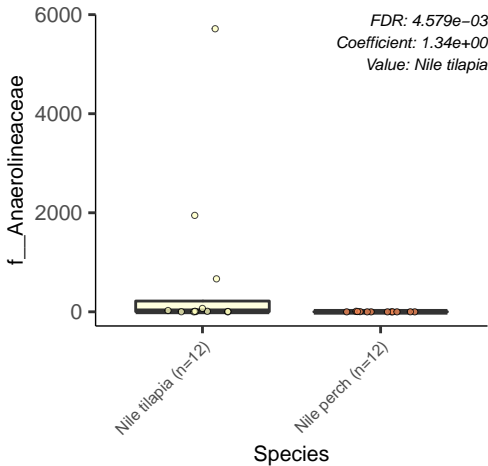 FDR: 4.579e−03
Coefficient: 1.34e+00
Value: Nile tilapia
6000
4000
2000
0
f__Anaerolineaceae
Nile tilapia (n=12)
Nile perch (n=12)
Species